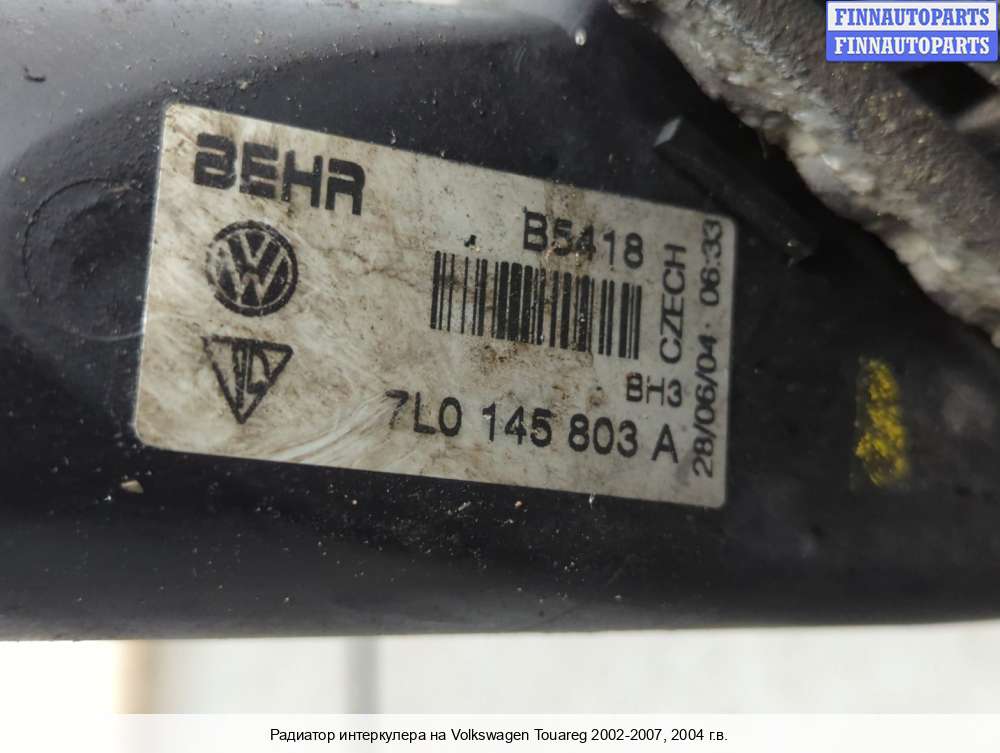 FINNAUTOPARTS
FINNAUTOPARTS
BEHR
B5418
CZECH
28/06/04 06:33
BH3
7L0 145 803 A
Радиатор интеркулера на Volkswagen Touareg 2002-2007, 2004 г.в.